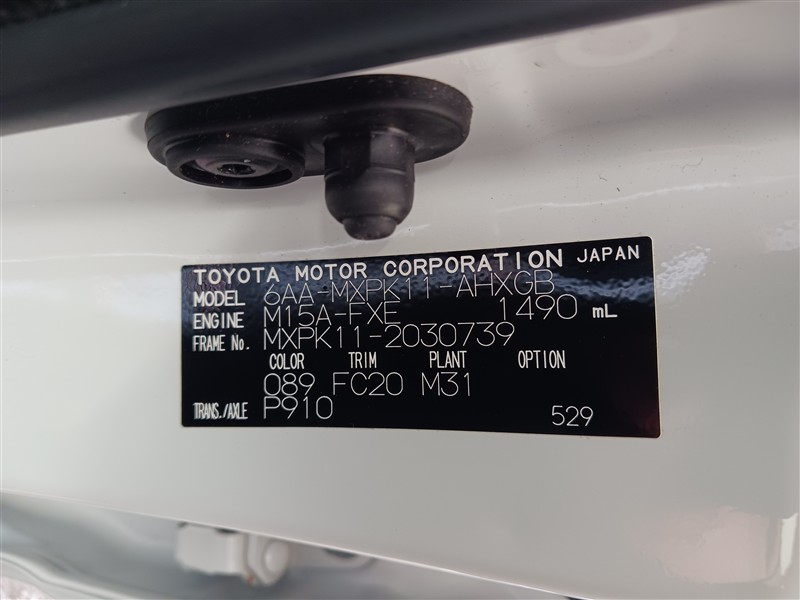 TOYOTA MOTOR CORPORATION JAPAN
MODEL 6AA-MXPK11-AHXGB
ENGINE M15A-FXE 1490 mL
FRAME No. MXPK11-2030739
COLOR TRIM PLANT OPTION
089 FC20 M31
TRANS./AXLE P910 529